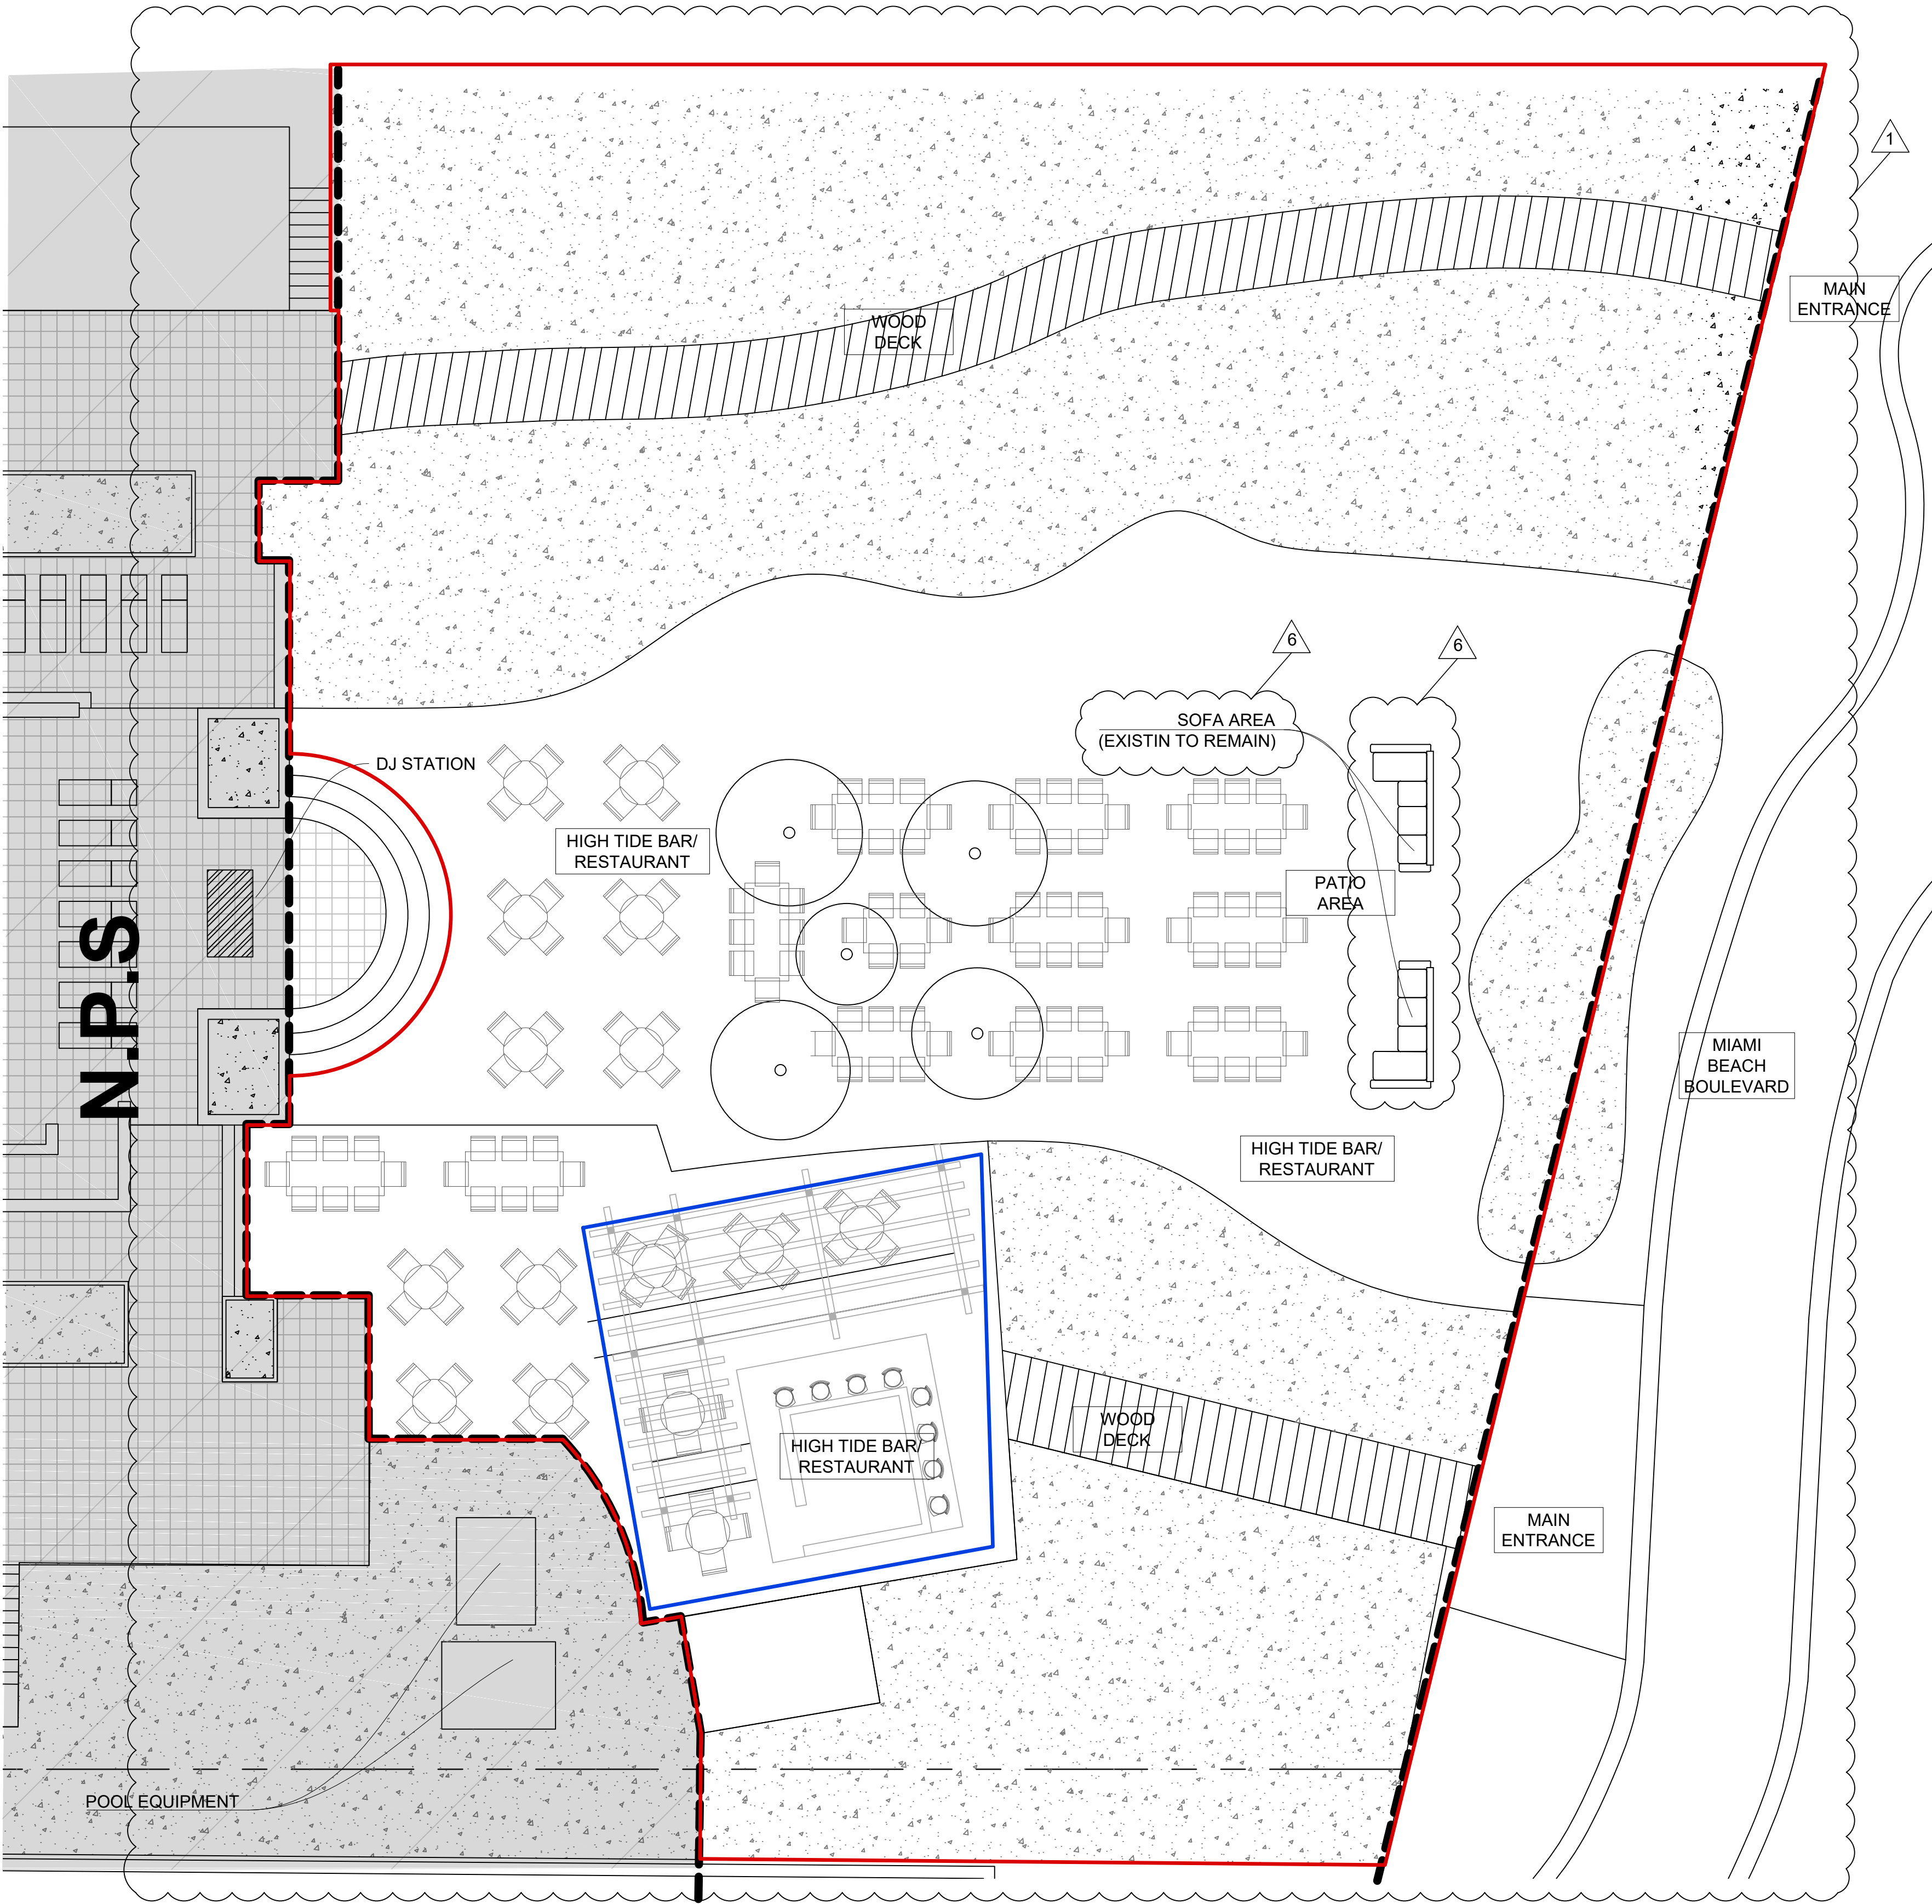 1
MAIN
ENTRANCE
WOOD
DECK
6
6
SOFA AREA
(EXISTIN TO REMAIN)
DJ STATION
HIGH TIDE BAR/
RESTAURANT
PATIO
AREA
N.P.S
MIAMI
BEACH
BOULEVARD
HIGH TIDE BAR/
RESTAURANT
WOOD
DECK
HIGH TIDE BAR/
RESTAURANT
MAIN
ENTRANCE
POOL EQUIPMENT